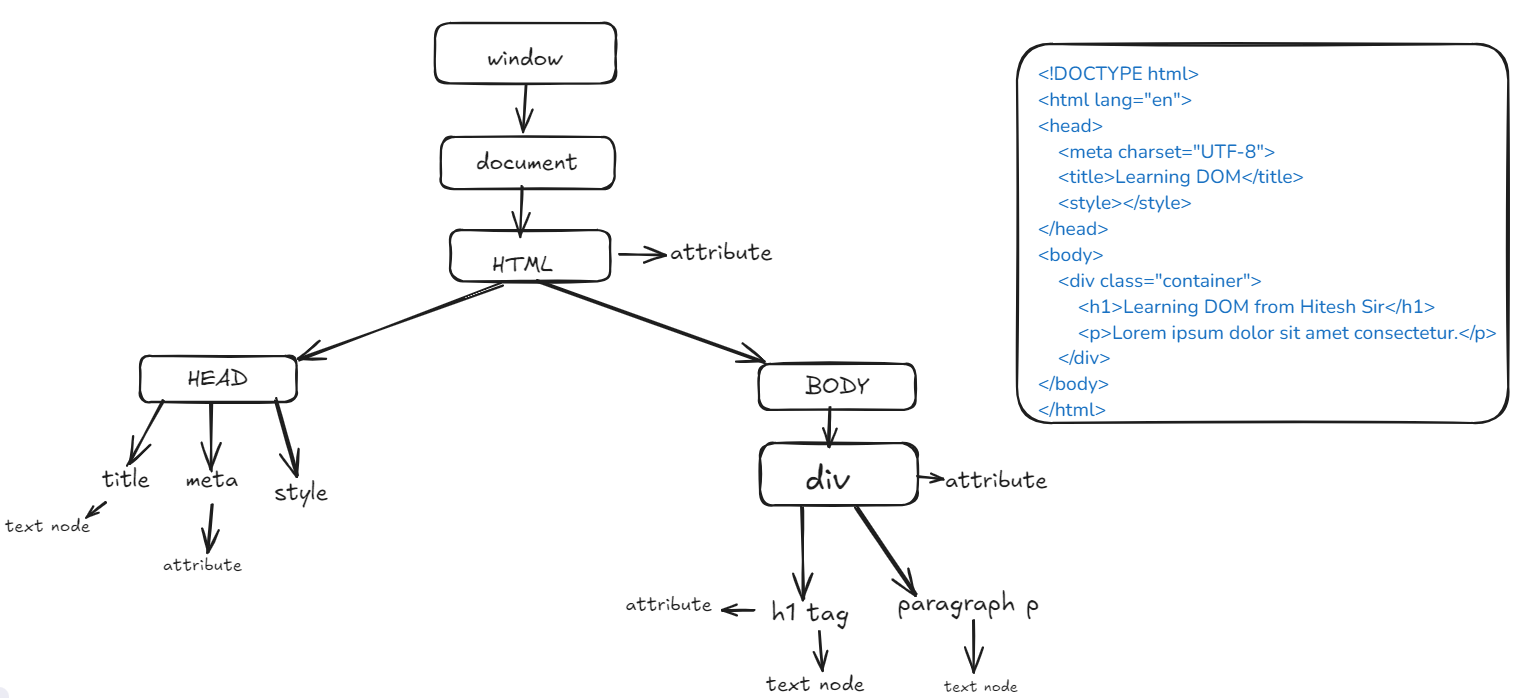 window
document
HTML
attribute
HEAD
BODY
title
meta
style
text node
attribute
div
attribute
attribute
h1 tag
paragraph p
text node
text node
<!DOCTYPE html>
<html lang="en">
<head>
<meta charset="UTF-8">
<title>Learning DOM</title>
<style></style>
</head>
<body>
<div class="container">
<h1>Learning DOM from Hitesh Sir</h1>
<p>Lorem ipsum dolor sit amet consectetur.</p>
</div>
</body>
</html>